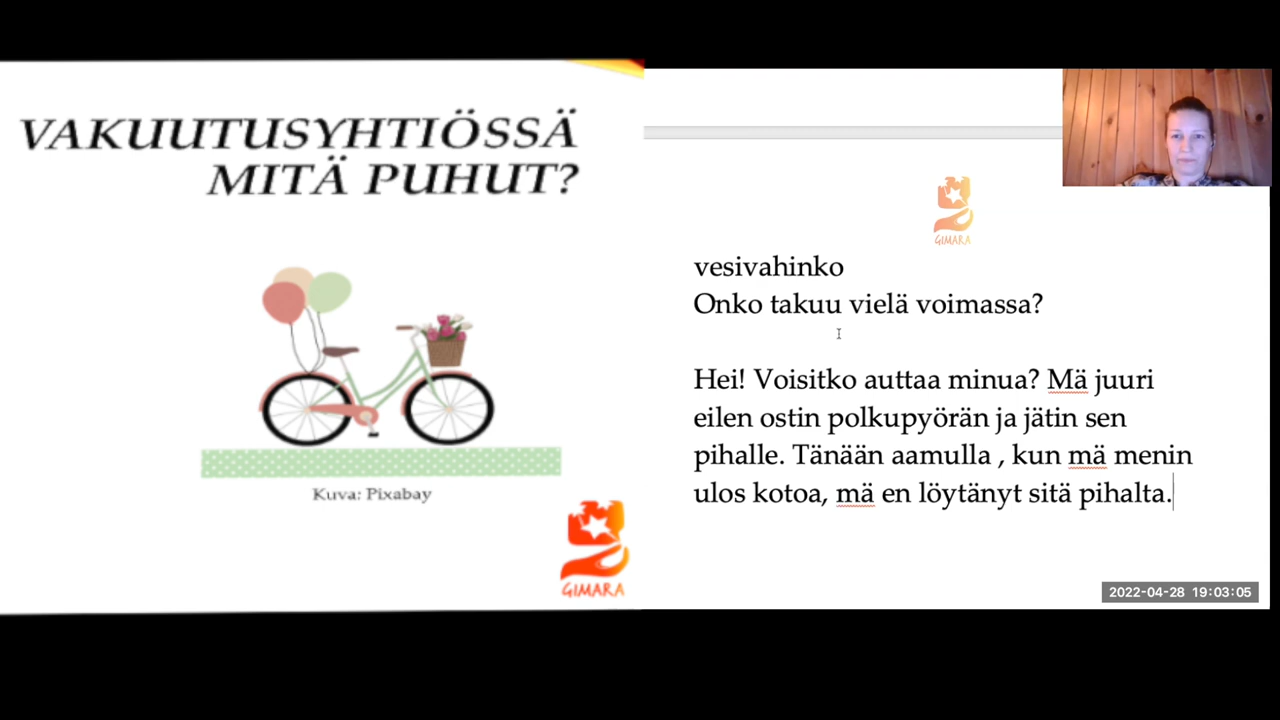 VAKUUTUSYHTIÖSSÄ
MITÄ PUHUT?
Kuva: Pixabay
GIMARA
GIMARA
vesivahinko
Onko takuu vielä voimassa?
Hei! Voisitko auttaa minua? Mä juuri
eilen ostin polkupyörän ja jätin sen
pihalle. Tänään aamulla , kun mä menin
ulos kotoa, mä en löytänyt sitä pihalta.
2022-04-28 19:03:05